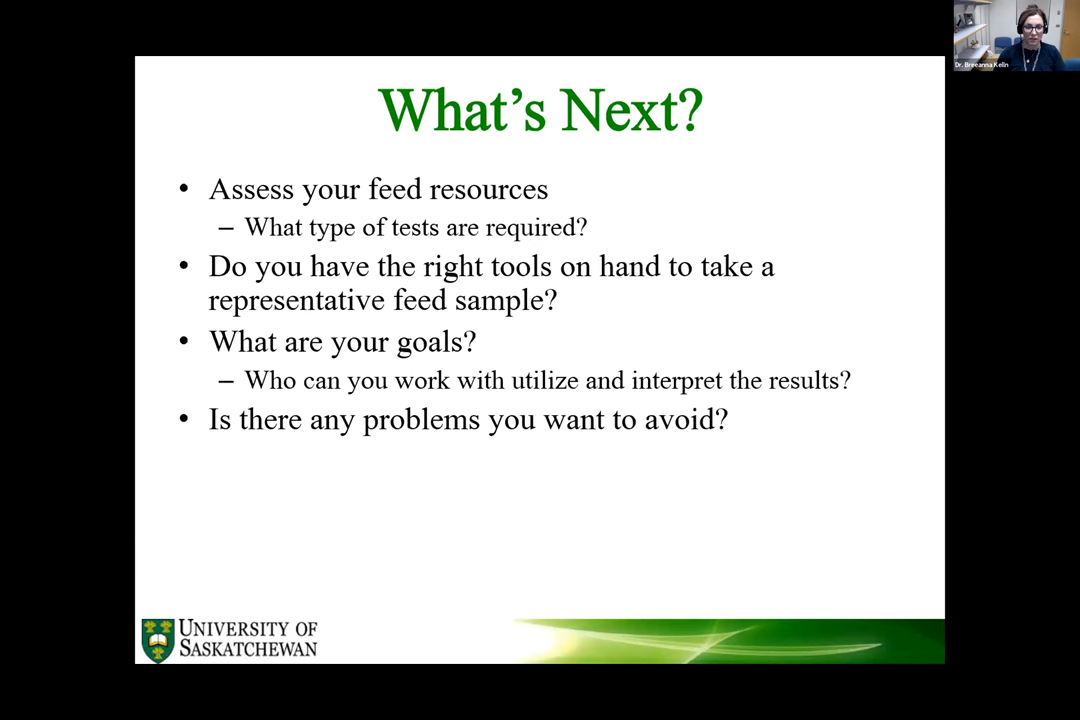 Dr. Breeanna Kelln
What's Next?
• Assess your feed resources
– What type of tests are required?
• Do you have the right tools on hand to take a
representative feed sample?
• What are your goals?
– Who can you work with utilize and interpret the results?
• Is there any problems you want to avoid?
UNIVERSITY OF
SASKATCHEWAN